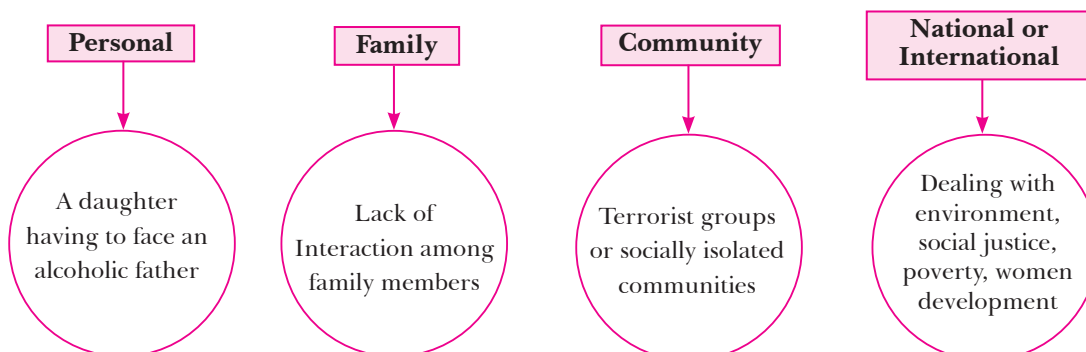 Personal
A daughter
having to face an
alcoholic father
Family
Lack of
Interaction among
family members
Community
Terrorist groups
or socially isolated
communities
National or
International
Dealing with
environment,
social justice,
poverty, women
development